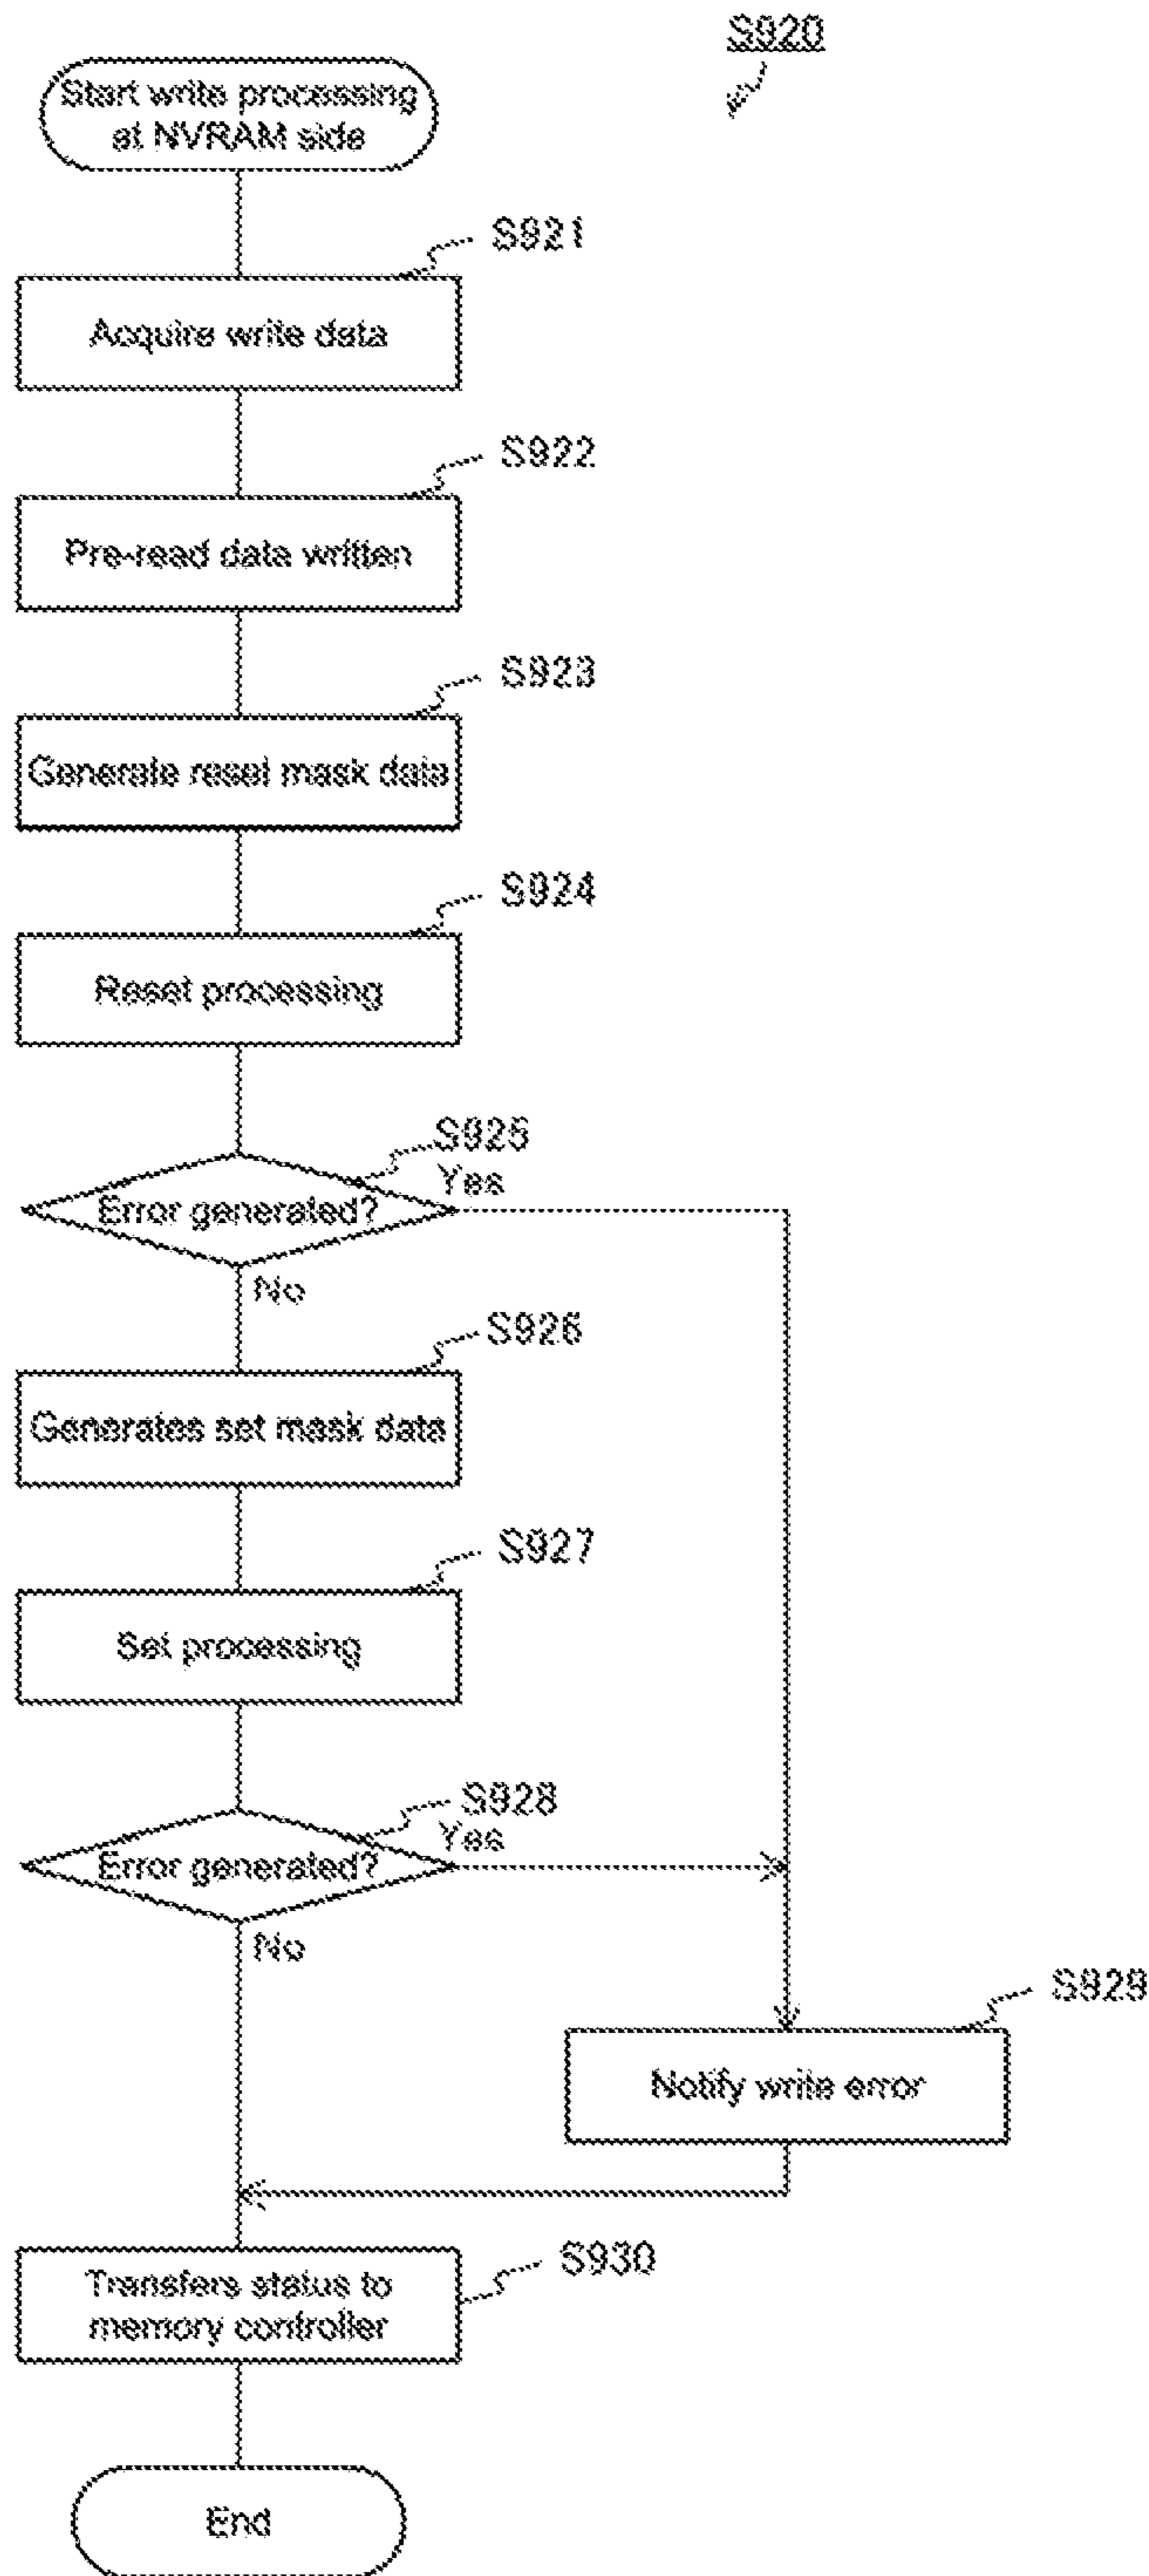 S920
Start write processing
at NVRAM side
S921
Acquire write data
S922
Pre-read data written
S923
Generate reset mask data
S924
Reset processing
S925
Yes
Error generated?
No
S926
Generates set mask data
S927
Set processing
S928
Yes
Error generated?
No
S929
Notify write error
S930
Transfers status to
memory controller
End